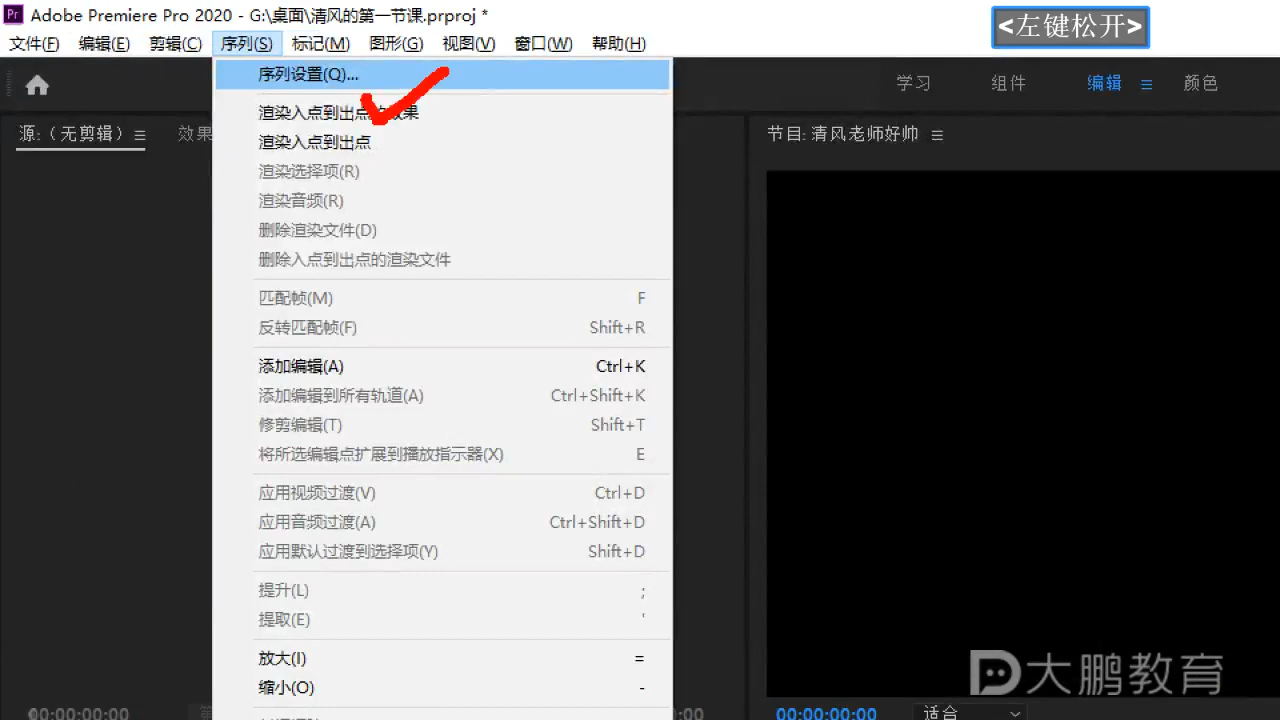 Adobe Premiere Pro 2020 - G:\桌面\清风的第一节课.prproj *
<左键松开>
文件(F) 编辑(E) 剪辑(C) 序列(S) 标记(M) 图形(G) 视图(V) 窗口(W) 帮助(H)
学习 组件 编辑 颜色
源:（无剪辑） 效果
节目: 清风老师好帅
序列设置(Q)...
渲染入点到出点的效果
渲染入点到出点
渲染选择项(R)
渲染音频(R)
删除渲染文件(D)
删除入点到出点的渲染文件
匹配帧(M) F
反转匹配帧(F) Shift+R
添加编辑(A) Ctrl+K
添加编辑到所有轨道(A) Ctrl+Shift+K
修剪编辑(T) Shift+T
将所选编辑点扩展到播放指示器(X) E
应用视频过渡(V) Ctrl+D
应用音频过渡(A) Ctrl+Shift+D
应用默认过渡到选择项(Y) Shift+D
提升(L) ;
提取(E) '
放大(I) =
缩小(O) -
大鹏教育
00:00:00:00 :00 00:00:00:00 适合